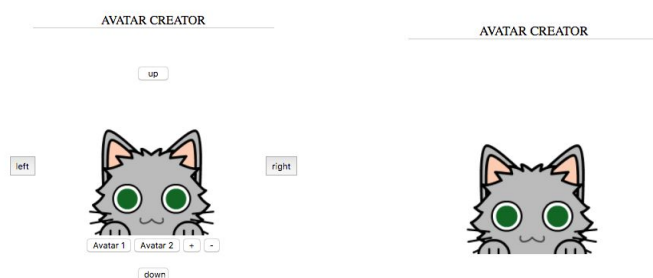 AVATAR CREATOR
up
left
right
Avatar 1 Avatar 2 + -
down
AVATAR CREATOR